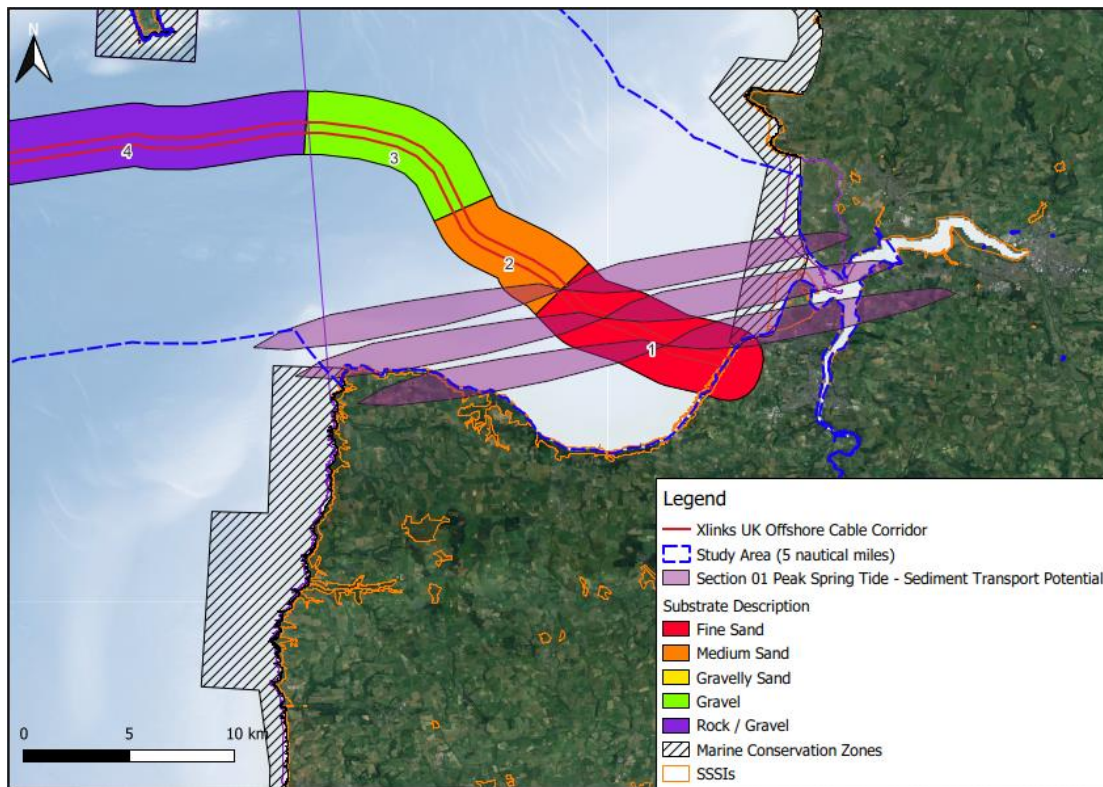 N
4
3
2
1
Legend
Xlinks UK Offshore Cable Corridor
Study Area (5 nautical miles)
Section 01 Peak Spring Tide - Sediment Transport Potential
Substrate Description
Fine Sand
Medium Sand
Gravelly Sand
Gravel
Rock / Gravel
Marine Conservation Zones
SSSIs
0 5 10 km